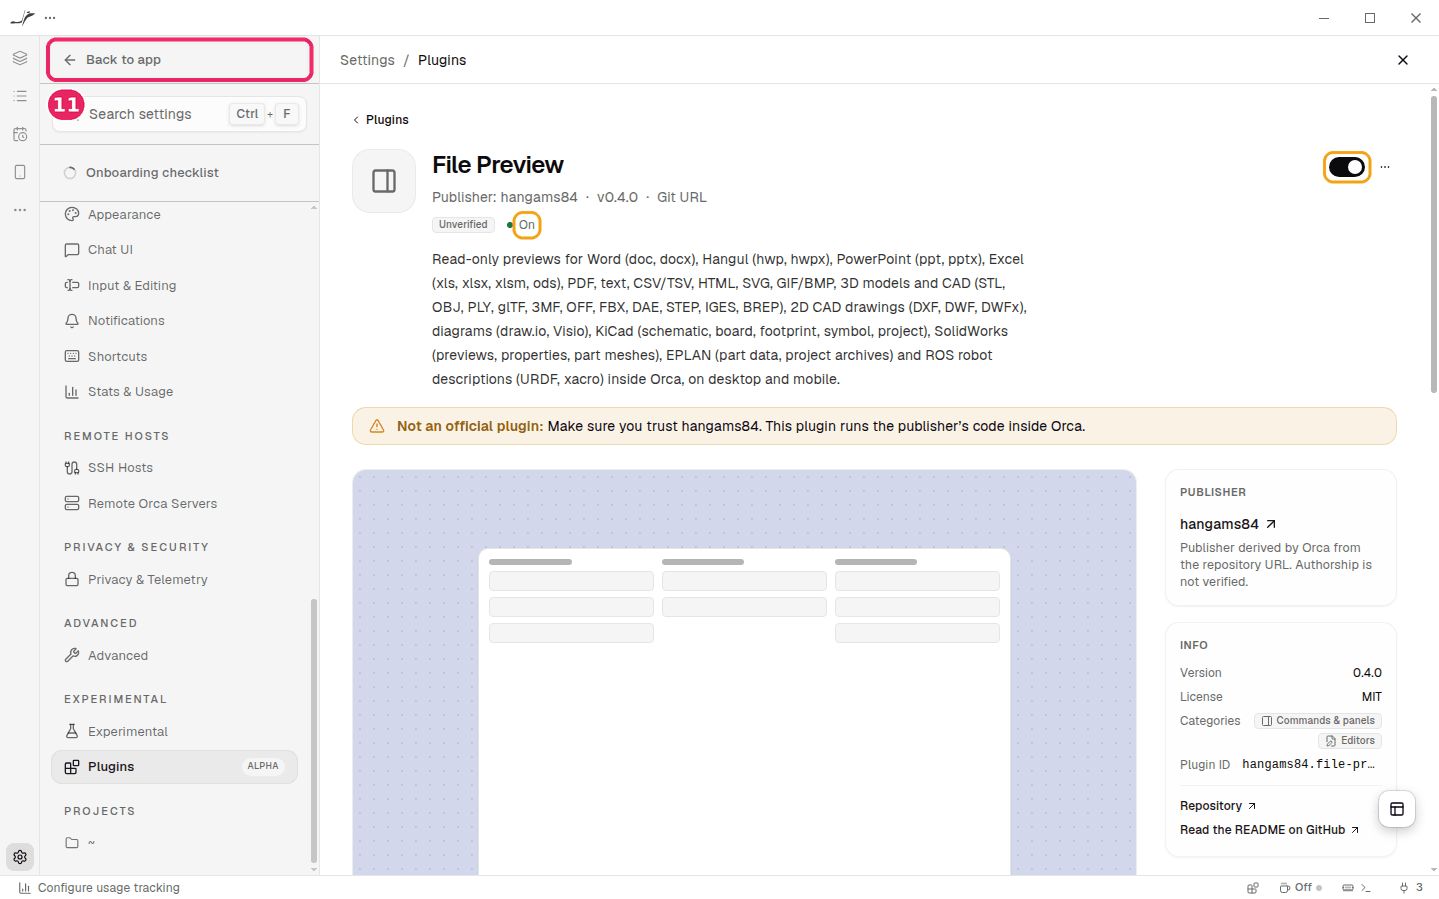 ...
Back to app
Settings / Plugins
11
Search settings Ctrl + F
Plugins
Onboarding checklist
File Preview
Publisher: hangams84 · v0.4.0 · Git URL
Unverified On
Appearance
Chat UI
Input & Editing
Notifications
Shortcuts
Stats & Usage
Read-only previews for Word (doc, docx), Hangul (hwp, hwpx), PowerPoint (ppt, pptx), Excel
(xls, xlsx, xlsm, ods), PDF, text, CSV/TSV, HTML, SVG, GIF/BMP, 3D models and CAD (STL,
OBJ, PLY, glTF, 3MF, OFF, FBX, DAE, STEP, IGES, BREP), 2D CAD drawings (DXF, DWF, DWFx),
diagrams (draw.io, Visio), KiCad (schematic, board, footprint, symbol, project), SolidWorks
(previews, properties, part meshes), EPLAN (part data, project archives) and ROS robot
descriptions (URDF, xacro) inside Orca, on desktop and mobile.
Not an official plugin: Make sure you trust hangams84. This plugin runs the publisher's code inside Orca.
REMOTE HOSTS
SSH Hosts
Remote Orca Servers
PRIVACY & SECURITY
Privacy & Telemetry
ADVANCED
Advanced
EXPERIMENTAL
Experimental
Plugins ALPHA
PROJECTS
~
PUBLISHER
hangams84
Publisher derived by Orca from
the repository URL. Authorship is
not verified.
INFO
Version 0.4.0
License MIT
Categories Commands & panels
Editors
Plugin ID hangams84.file-pr...
Repository
Read the README on GitHub
Configure usage tracking
Off
3